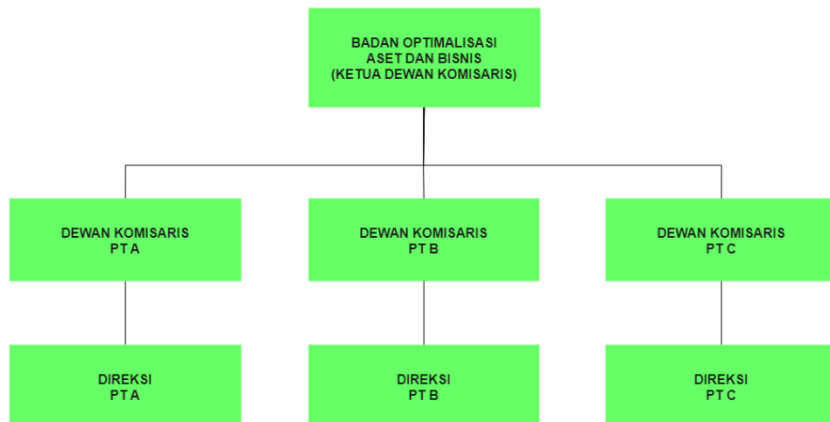 BADAN OPTIMALISASI
ASET DAN BISNIS
(KETUA DEWAN KOMISARIS)
DEWAN KOMISARIS
PT A
DEWAN KOMISARIS
PT B
DEWAN KOMISARIS
PT C
DIREKSI
PT A
DIREKSI
PT B
DIREKSI
PT C